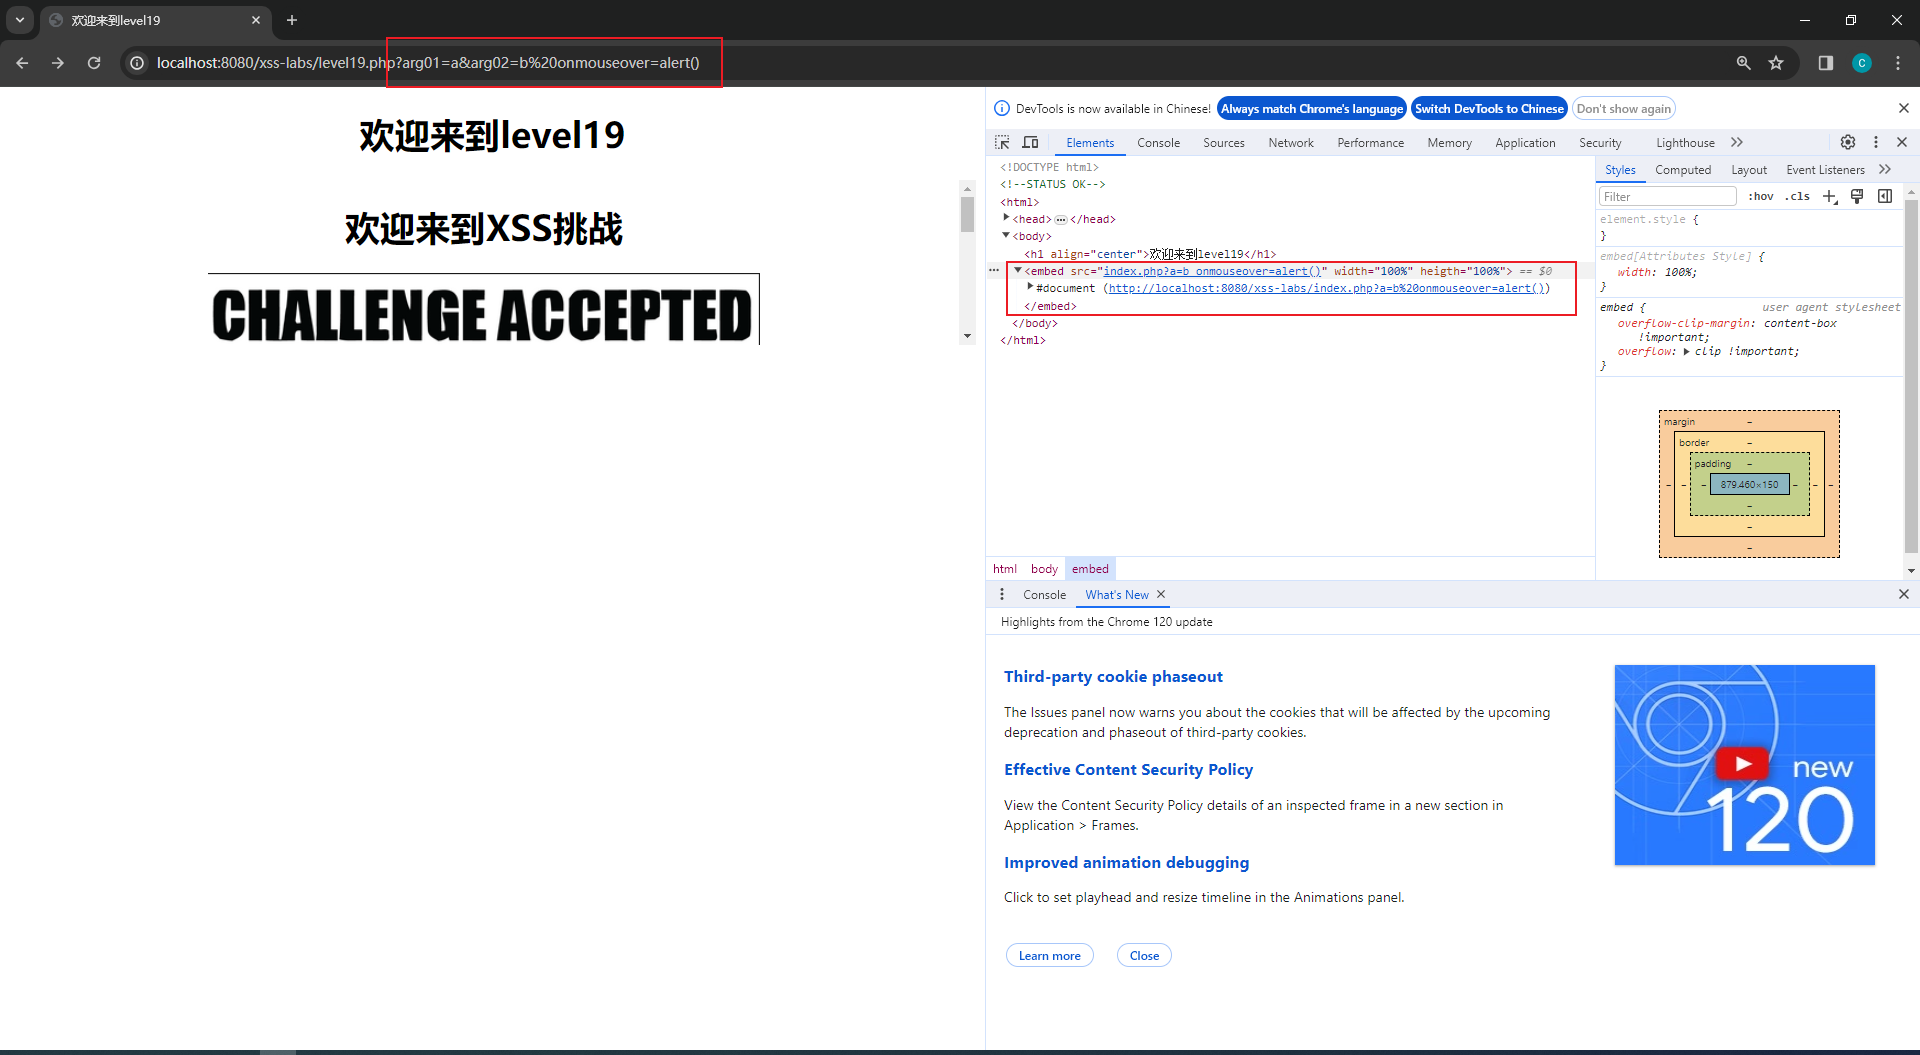 欢迎来到level19
localhost:8080/xss-labs/level19.php?arg01=a&arg02=b%20onmouseover=alert()
C
欢迎来到level19
欢迎来到XSS挑战
CHALLENGE ACCEPTED
DevTools is now available in Chinese! Always match Chrome's language Switch DevTools to Chinese Don't show again
Elements Console Sources Network Performance Memory Application Security Lighthouse
<!DOCTYPE html>
<!--STATUS OK-->
<html>
<head> ••• </head>
<body>
<h1 align="center">欢迎来到level19</h1>
<embed src="index.php?a=b onmouseover=alert()" width="100%" heigth="100%"> == $0
#document (http://localhost:8080/xss-labs/index.php?a=b%20onmouseover=alert())
</embed>
</body>
</html>
html body embed
Styles Computed Layout Event Listeners
Filter :hov .cls
element.style {
}
embed[Attributes Style] {
width: 100%;
}
embed { user agent stylesheet
overflow-clip-margin: content-box
!important;
overflow: clip !important;
}
margin –
border –
padding –
– – – 879.460×150 – – –
–
–
–
Console What's New
Highlights from the Chrome 120 update
Third-party cookie phaseout
The Issues panel now warns you about the cookies that will be affected by the upcoming
deprecation and phaseout of third-party cookies.
Effective Content Security Policy
View the Content Security Policy details of an inspected frame in a new section in
Application > Frames.
Improved animation debugging
Click to set playhead and resize timeline in the Animations panel.
Learn more Close
new
120